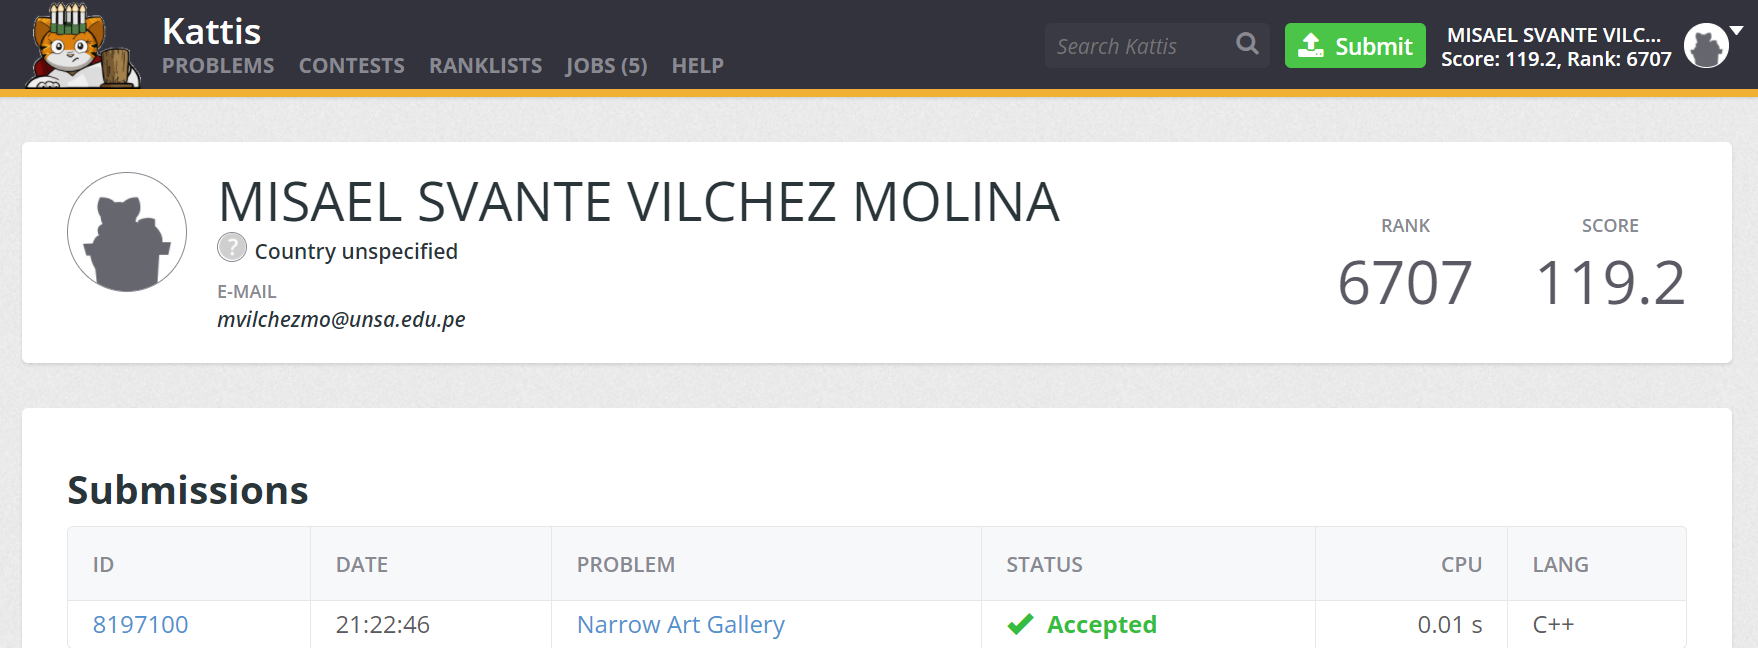 Kattis
PROBLEMS CONTESTS RANKLISTS JOBS (5) HELP
Search Kattis
Submit
MISAEL SVANTE VILC...
Score: 119.2, Rank: 6707
MISAEL SVANTE VILCHEZ MOLINA
? Country unspecified
E-MAIL
mvilchezmo@unsa.edu.pe
RANK SCORE
6707 119.2
Submissions
ID DATE PROBLEM STATUS CPU LANG
8197100 21:22:46 Narrow Art Gallery Accepted 0.01 s C++